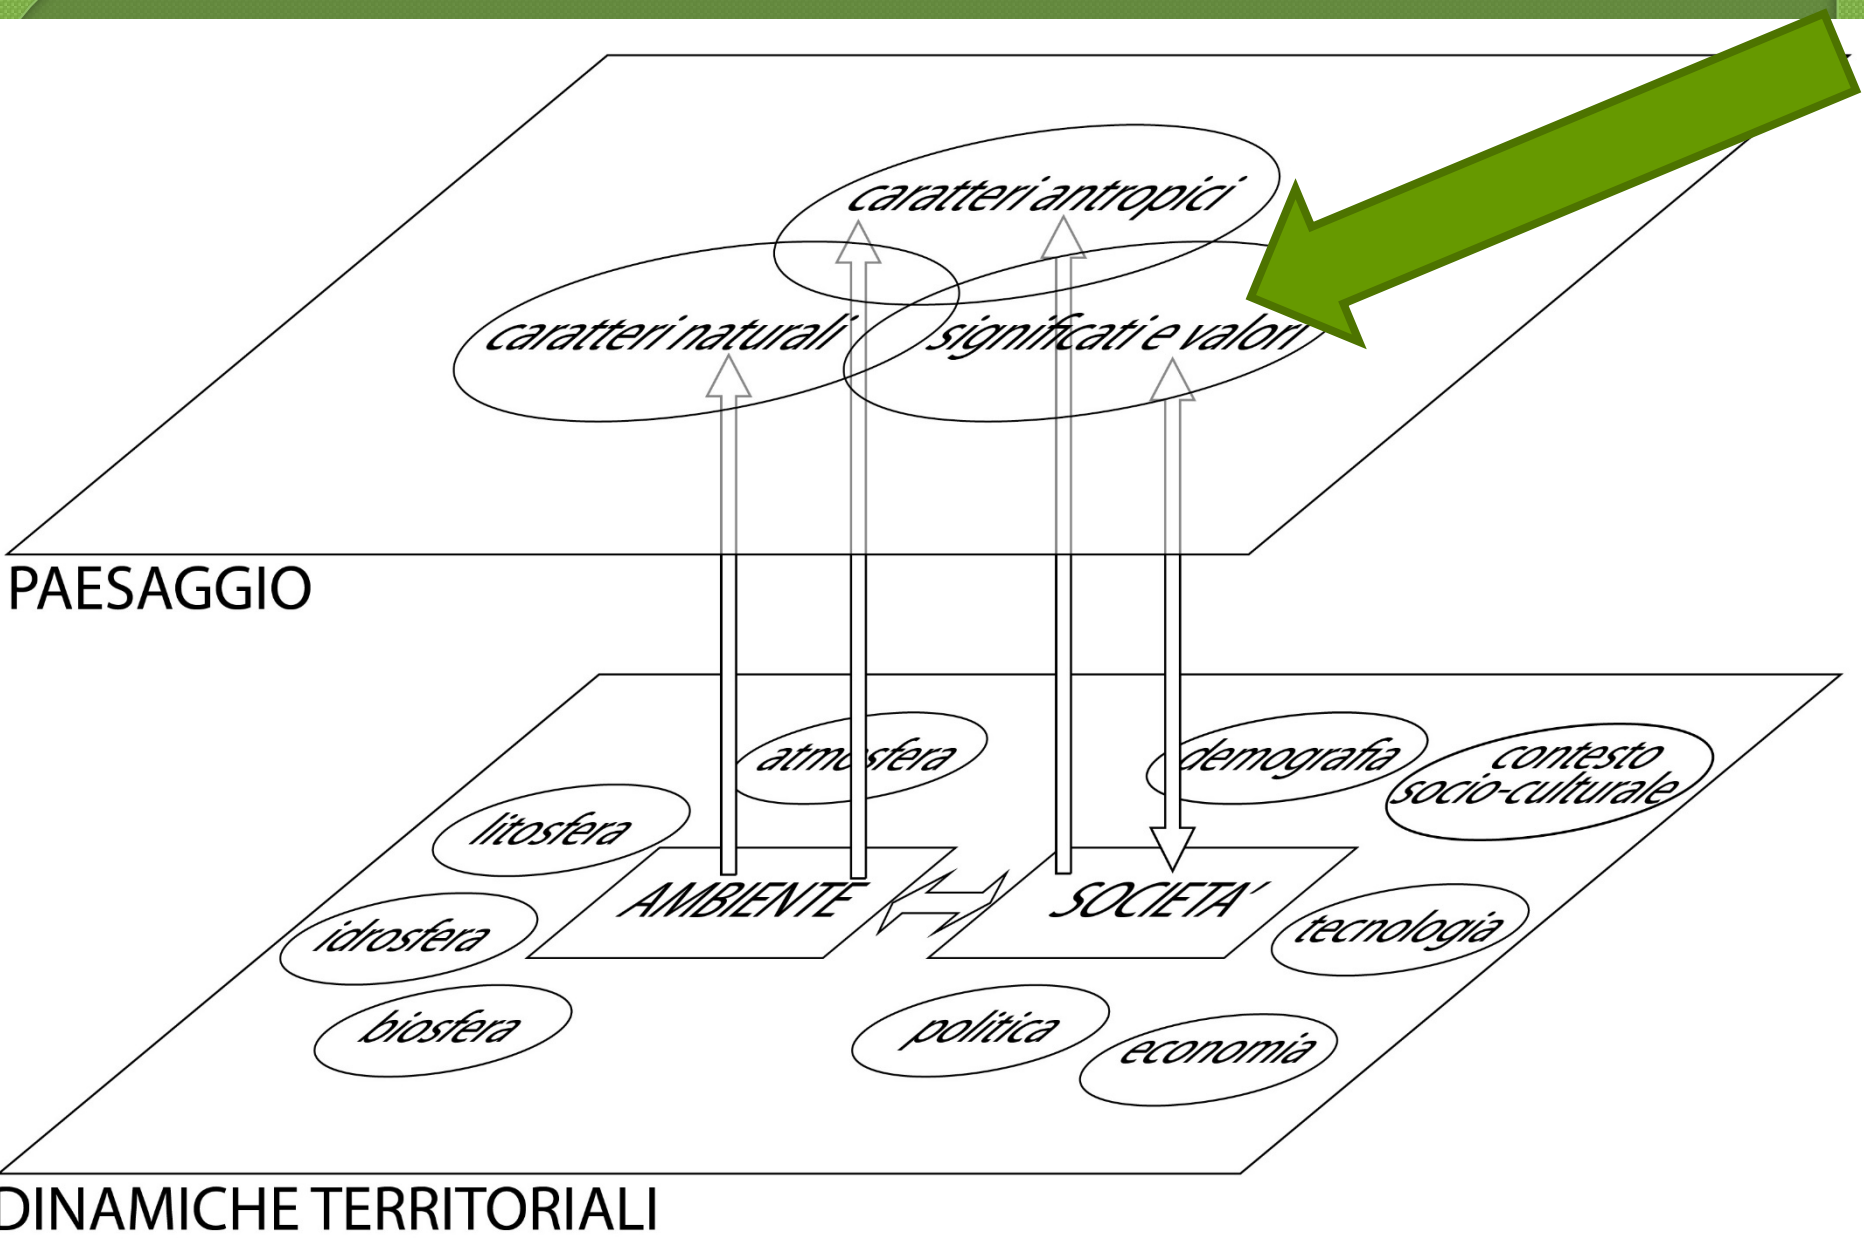 caratteri antropici
caratteri naturali
significati e valori
PAESAGGIO
atmosfera
demografia
contesto
socio-culturale
litosfera
AMBIENTE
SOCIETA'
idrosfera
tecnologia
biosfera
politica
economia
DINAMICHE TERRITORIALI